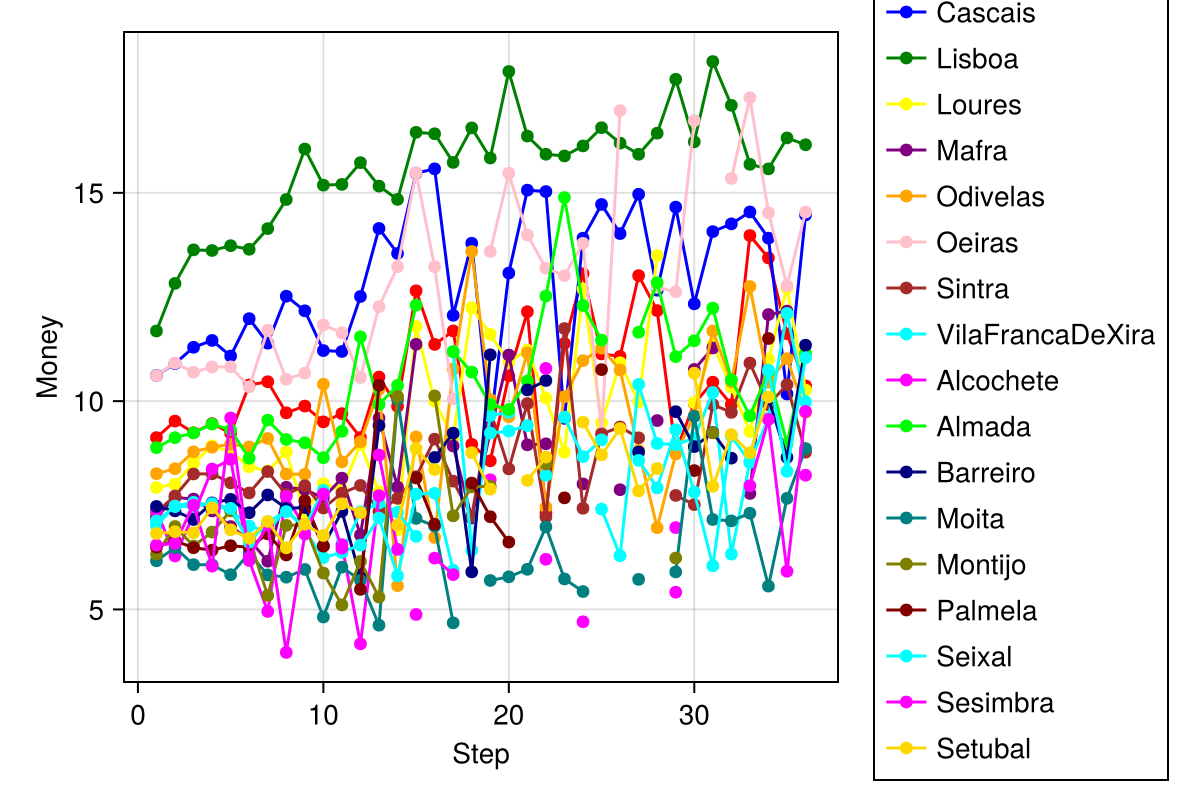 Money
15
10
5
0
10
20
30
Step
Cascais
Lisboa
Loures
Mafra
Odivelas
Oeiras
Sintra
VilaFrancaDeXira
Alcochete
Almada
Barreiro
Moita
Montijo
Palmela
Seixal
Sesimbra
Setubal